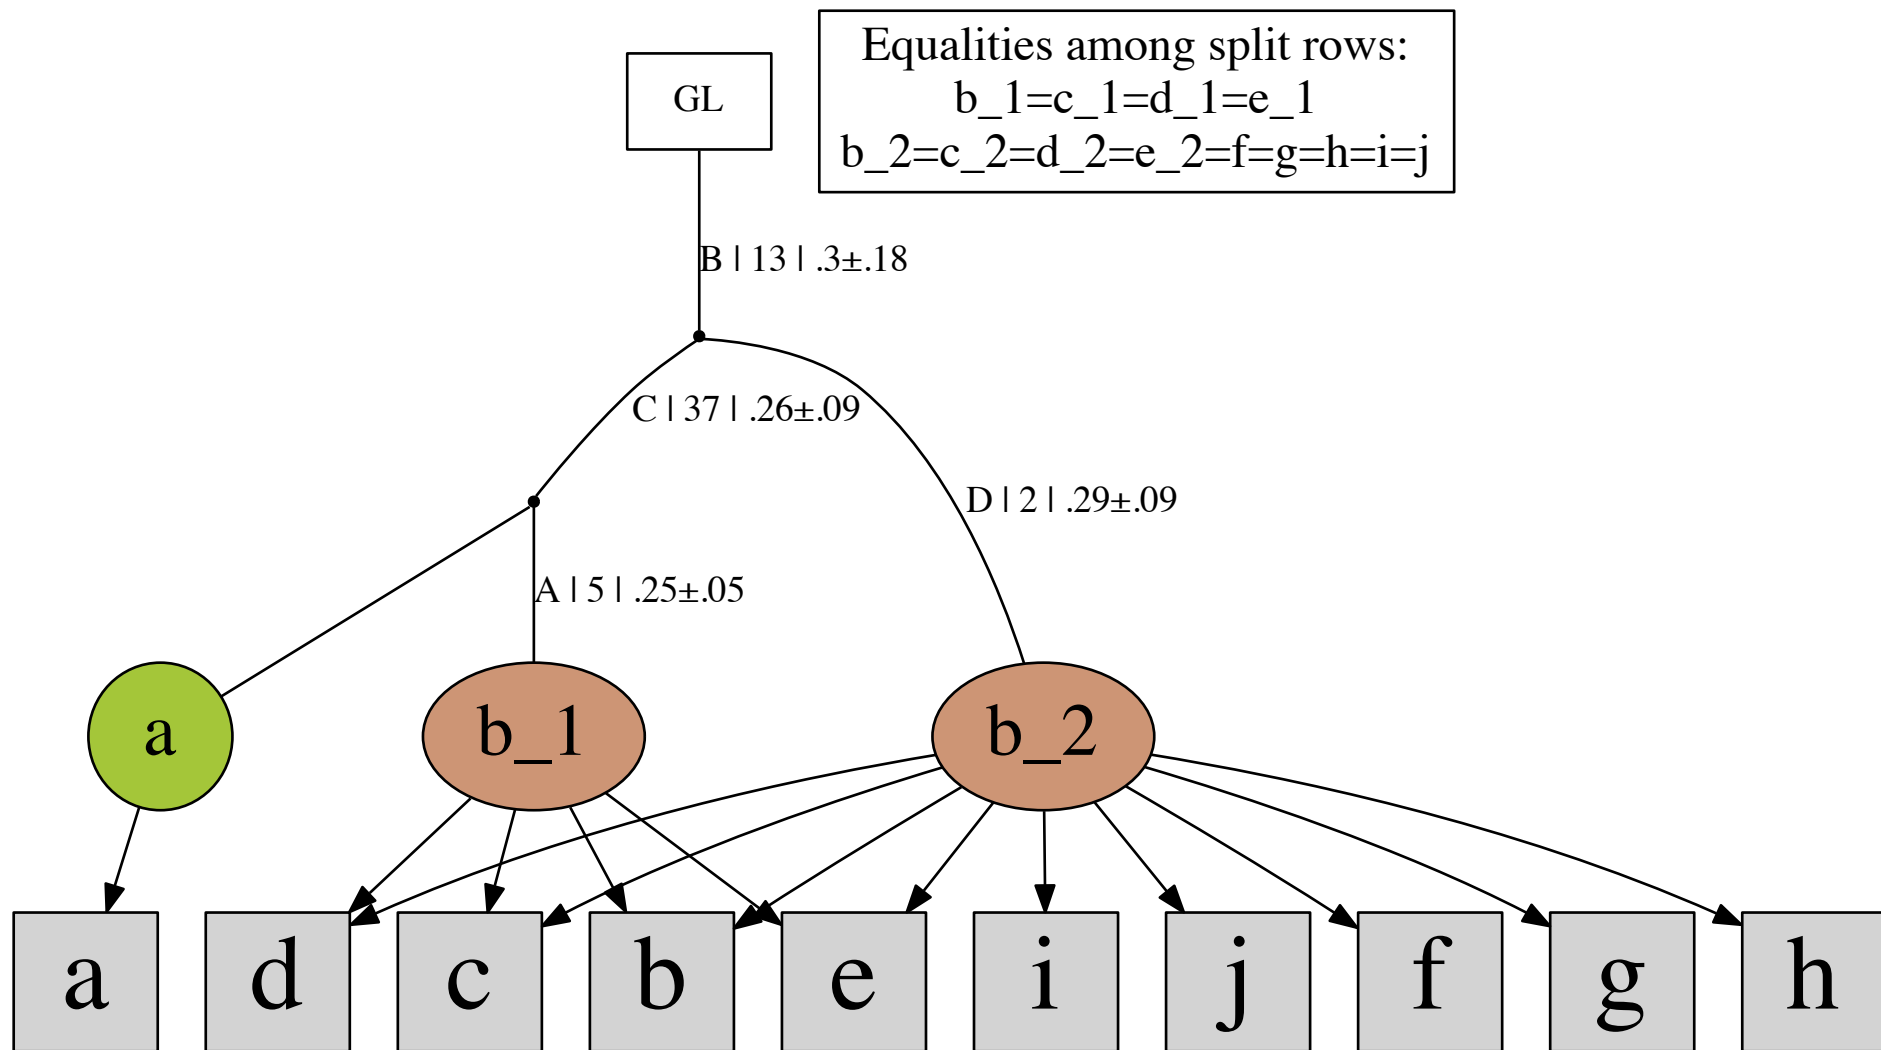 GL
Equalities among split rows:
b_1=c_1=d_1=e_1
b_2=c_2=d_2=e_2=f=g=h=i=j
B | 13 | .3±.18
C | 37 | .26±.09
D | 2 | .29±.09
A | 5 | .25±.05
a
b_1
b_2
a
d
c
b
e
i
j
f
g
h